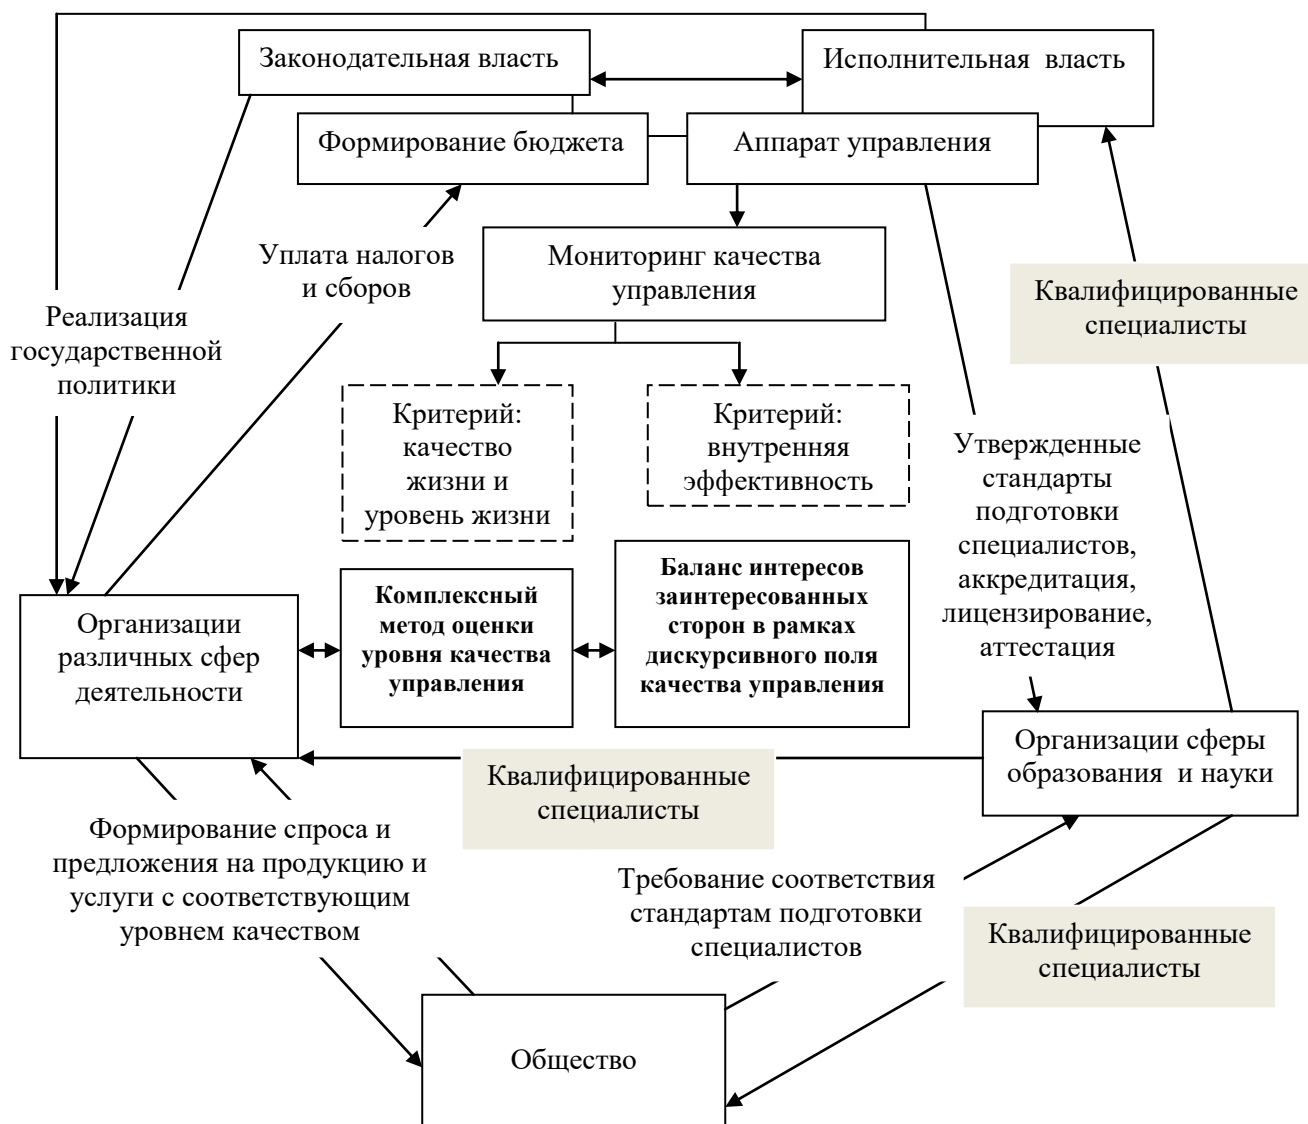 Законодательная власть
Исполнительная власть
Формирование бюджета
Аппарат управления
Уплата налогов
и сборов
Мониторинг качества
управления
Квалифицированные
специалисты
Реализация
государственной
политики
Критерий:
качество
жизни и
уровень жизни
Критерий:
внутренняя
эффективность
Утвержденные
стандарты
подготовки
специалистов,
аккредитация,
лицензирование,
аттестация
Организации
различных сфер
деятельности
Комплексный
метод оценки
уровня качества
управления
Баланс интересов
заинтересованных
сторон в рамках
дискурсивного поля
качества управления
Организации сферы
образования и науки
Квалифицированные
специалисты
Формирование спроса и
предложения на продукцию и
услуги с соответствующим
уровнем качеством
Требование соответствия
стандартам подготовки
специалистов
Квалифицированные
специалисты
Общество